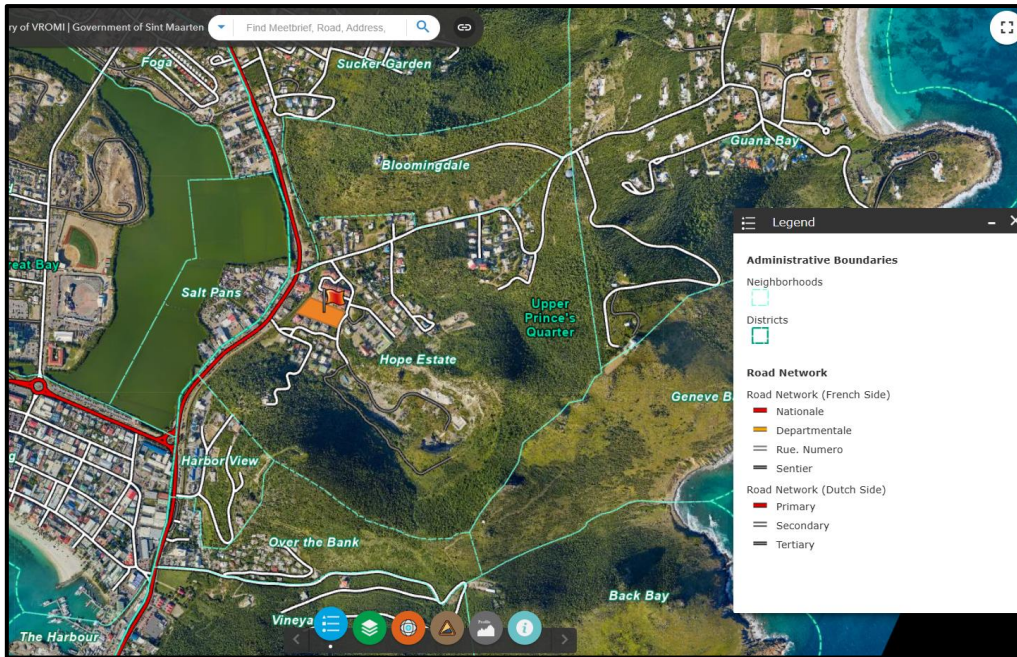 ry of VROMI | Government of Sint Maarten
Find Meetbrief, Road, Address,
Foga
Sucker Garden
Bloomingdale
Guana Bay
eat Bay
Salt Pans
Upper
Prince's
Quarter
Hope Estate
Geneve B
Harbor View
Over the Bank
Back Bay
Vineya
The Harbour
Legend
Administrative Boundaries
Neighborhoods
Districts
Road Network
Road Network (French Side)
Nationale
Departmentale
Rue. Numero
Sentier
Road Network (Dutch Side)
Primary
Secondary
Tertiary